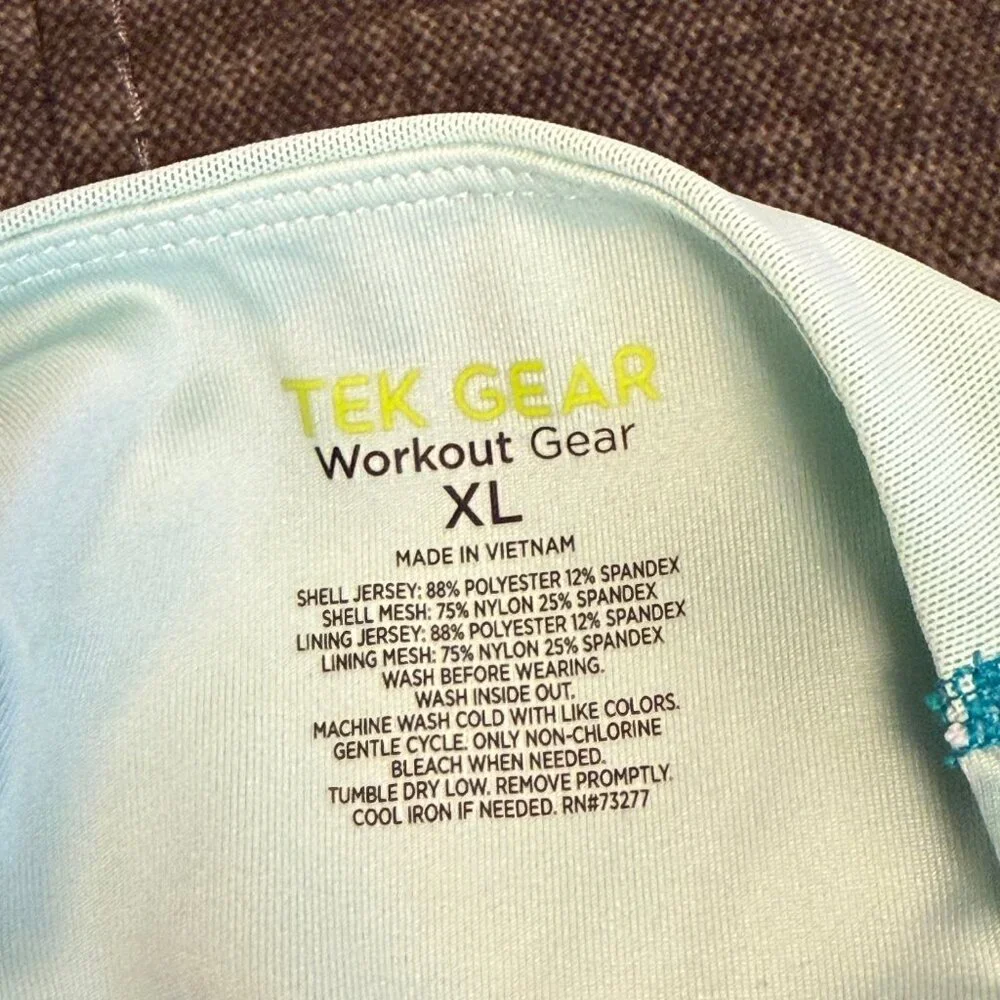 TEK GEAR
Workout Gear
XL
MADE IN VIETNAM
SHELL JERSEY: 88% POLYESTER 12% SPANDEX
SHELL MESH: 75% NYLON 25% SPANDEX
LINING JERSEY: 88% POLYESTER 12% SPANDEX
LINING MESH: 75% NYLON 25% SPANDEX
WASH BEFORE WEARING.
WASH INSIDE OUT.
MACHINE WASH COLD WITH LIKE COLORS.
GENTLE CYCLE. ONLY NON-CHLORINE
BLEACH WHEN NEEDED.
TUMBLE DRY LOW. REMOVE PROMPTLY.
COOL IRON IF NEEDED. RN#73277